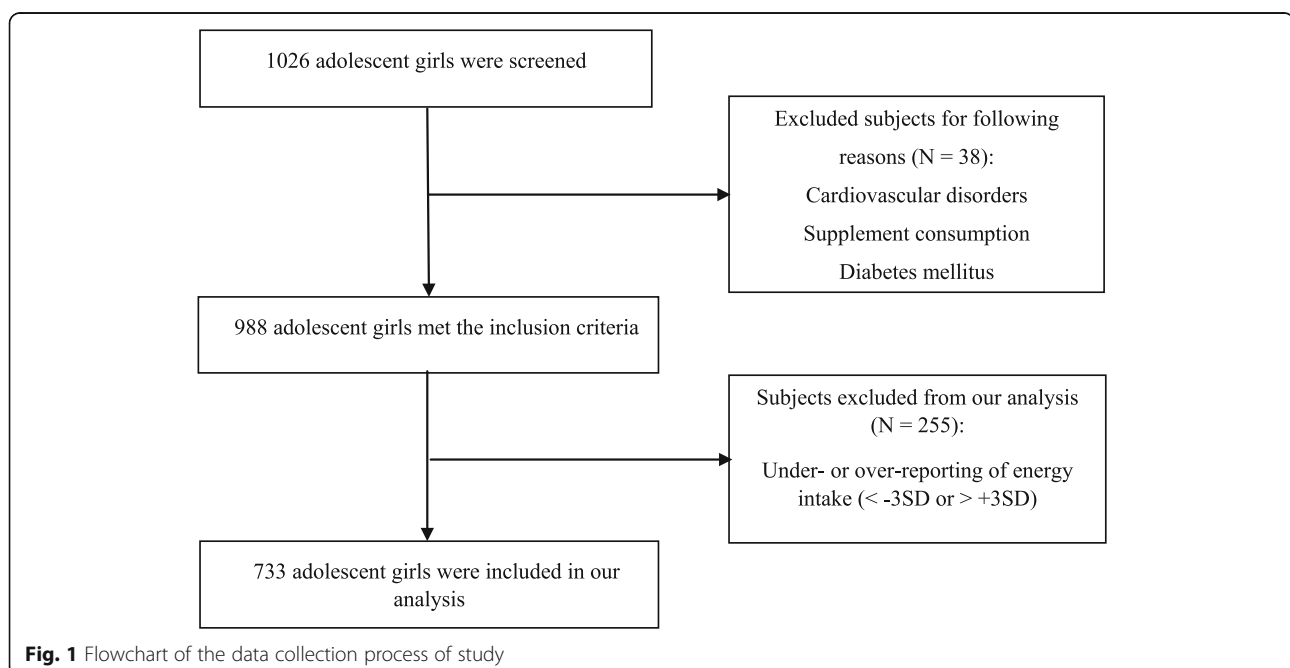 1026 adolescent girls were screened
Excluded subjects for following
reasons (N = 38):
Cardiovascular disorders
Supplement consumption
Diabetes mellitus
988 adolescent girls met the inclusion criteria
Subjects excluded from our analysis
(N = 255):
Under- or over-reporting of energy
intake (< -3SD or > +3SD)
733 adolescent girls were included in our
analysis
Fig. 1 Flowchart of the data collection process of study